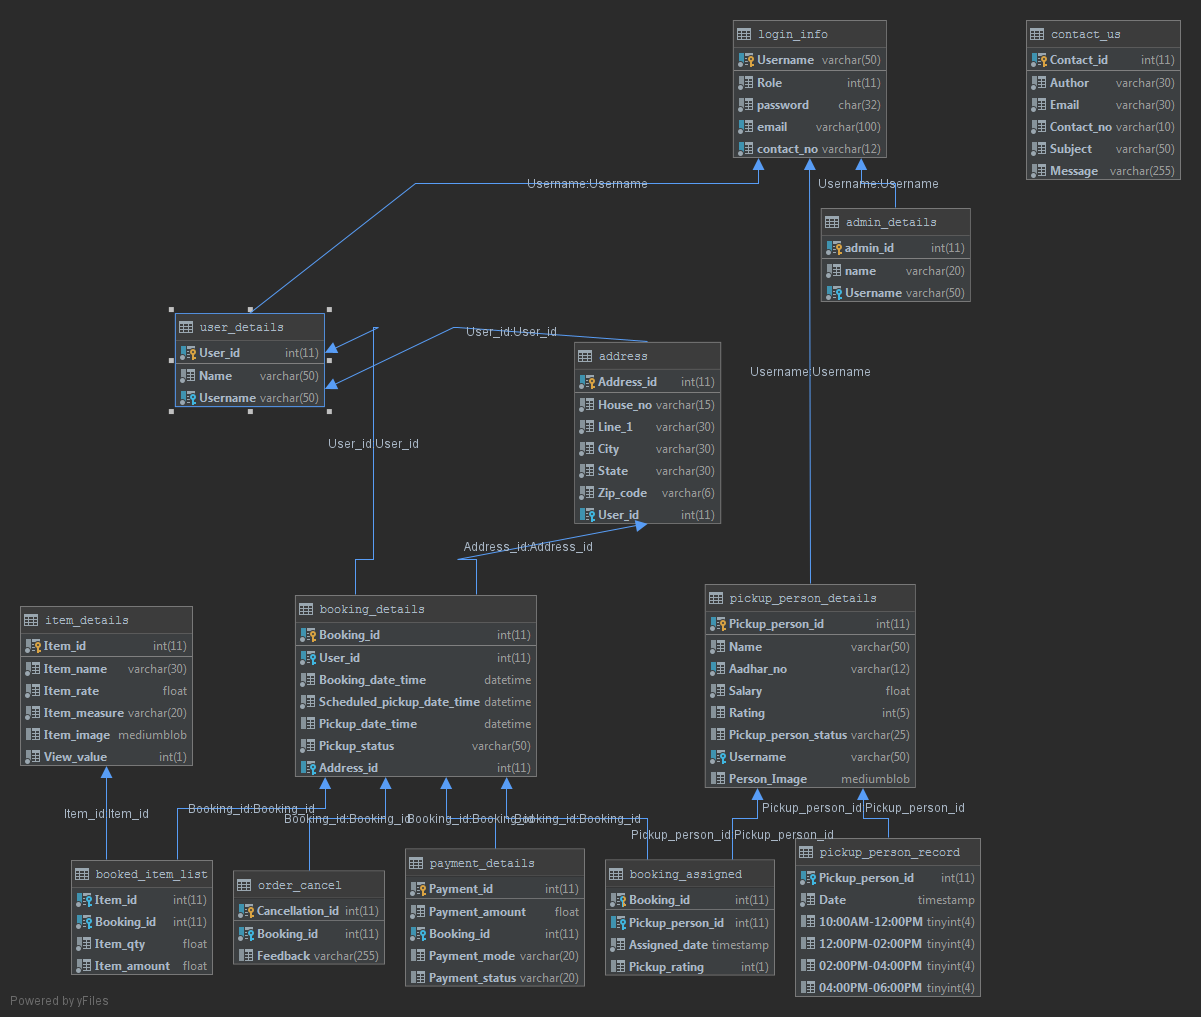 login_info
Username varchar(50)
Role int(11)
password char(32)
email varchar(100)
contact_no varchar(12)
contact_us
Contact_id int(11)
Author varchar(30)
Email varchar(30)
Contact_no varchar(10)
Subject varchar(50)
Message varchar(255)
Username:Username
Username:Username
admin_details
admin_id int(11)
name varchar(20)
Username varchar(50)
user_details
User_id int(11)
Name varchar(50)
Username varchar(50)
User_id:User_id
address
Address_id int(11)
House_no varchar(15)
Line_1 varchar(30)
City varchar(30)
State varchar(30)
Zip_code varchar(6)
User_id int(11)
Username:Username
User_id:User_id
Address_id:Address_id
item_details
Item_id int(11)
Item_name varchar(30)
Item_rate float
Item_measure varchar(20)
Item_image mediumblob
View_value int(1)
booking_details
Booking_id int(11)
User_id int(11)
Booking_date_time datetime
Scheduled_pickup_date_time datetime
Pickup_date_time datetime
Pickup_status varchar(50)
Address_id int(11)
pickup_person_details
Pickup_person_id int(11)
Name varchar(50)
Aadhar_no varchar(12)
Salary float
Rating int(5)
Pickup_person_status varchar(25)
Username varchar(50)
Person_Image mediumblob
Item_id:Item_id
Booking_id:Booking_id
Booking_id:Booking_id
Booking_id:Booking_id
Booking_id:Booking_id
Pickup_person_id:Pickup_person_id
Pickup_person_id:Pickup_person_id
booked_item_list
Item_id int(11)
Booking_id int(11)
Item_qty float
Item_amount float
order_cancel
Cancellation_id int(11)
Booking_id int(11)
Feedback varchar(255)
payment_details
Payment_id int(11)
Payment_amount float
Booking_id int(11)
Payment_mode varchar(20)
Payment_status varchar(20)
booking_assigned
Booking_id int(11)
Pickup_person_id int(11)
Assigned_date timestamp
Pickup_rating int(1)
pickup_person_record
Pickup_person_id int(11)
Date timestamp
10:00AM-12:00PM tinyint(4)
12:00PM-02:00PM tinyint(4)
02:00PM-04:00PM tinyint(4)
04:00PM-06:00PM tinyint(4)
Powered by yFiles